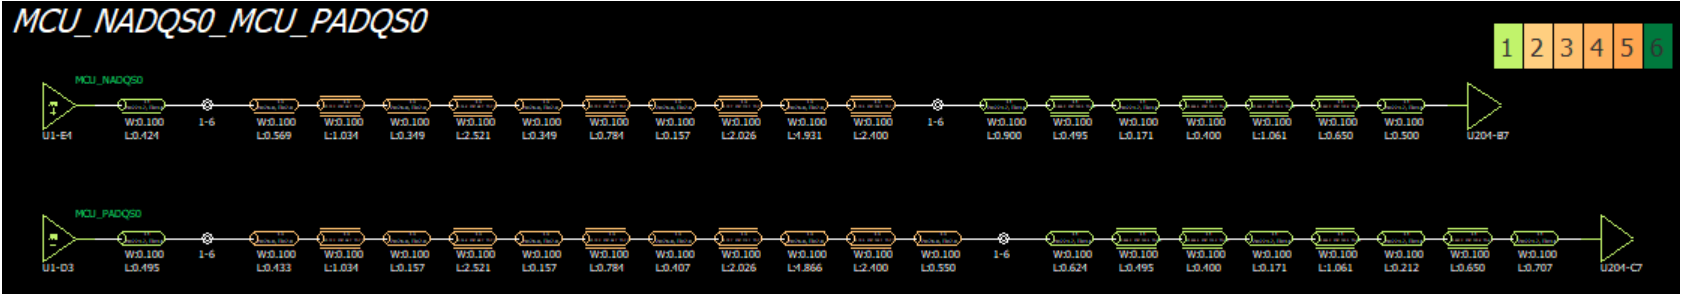 MCU_NADQS0_MCU_PADQS0
1 2 3 4 5 6
MCU_NADQS0
W:0.100 1-6 W:0.100 W:0.100 W:0.100 W:0.100 W:0.100 W:0.100 W:0.100 W:0.100 W:0.100 W:0.100 1-6 W:0.100 W:0.100 W:0.100 W:0.100 W:0.100 W:0.100 W:0.100
U1-E4 L:0.424 L:0.569 L:1.034 L:0.349 L:2.521 L:0.349 L:0.784 L:0.157 L:2.026 L:4.931 L:2.400 L:0.900 L:0.495 L:0.171 L:0.400 L:1.061 L:0.650 L:0.500 U204-B7
MCU_PADQS0
W:0.100 1-6 W:0.100 W:0.100 W:0.100 W:0.100 W:0.100 W:0.100 W:0.100 W:0.100 W:0.100 W:0.100 W:0.100 1-6 W:0.100 W:0.100 W:0.100 W:0.100 W:0.100 W:0.100 W:0.100 W:0.100
U1-D3 L:0.495 L:0.433 L:1.034 L:0.157 L:2.521 L:0.157 L:0.784 L:0.407 L:2.026 L:4.866 L:2.400 L:0.550 L:0.624 L:0.495 L:0.400 L:0.171 L:1.061 L:0.212 L:0.650 L:0.707 U204-C7